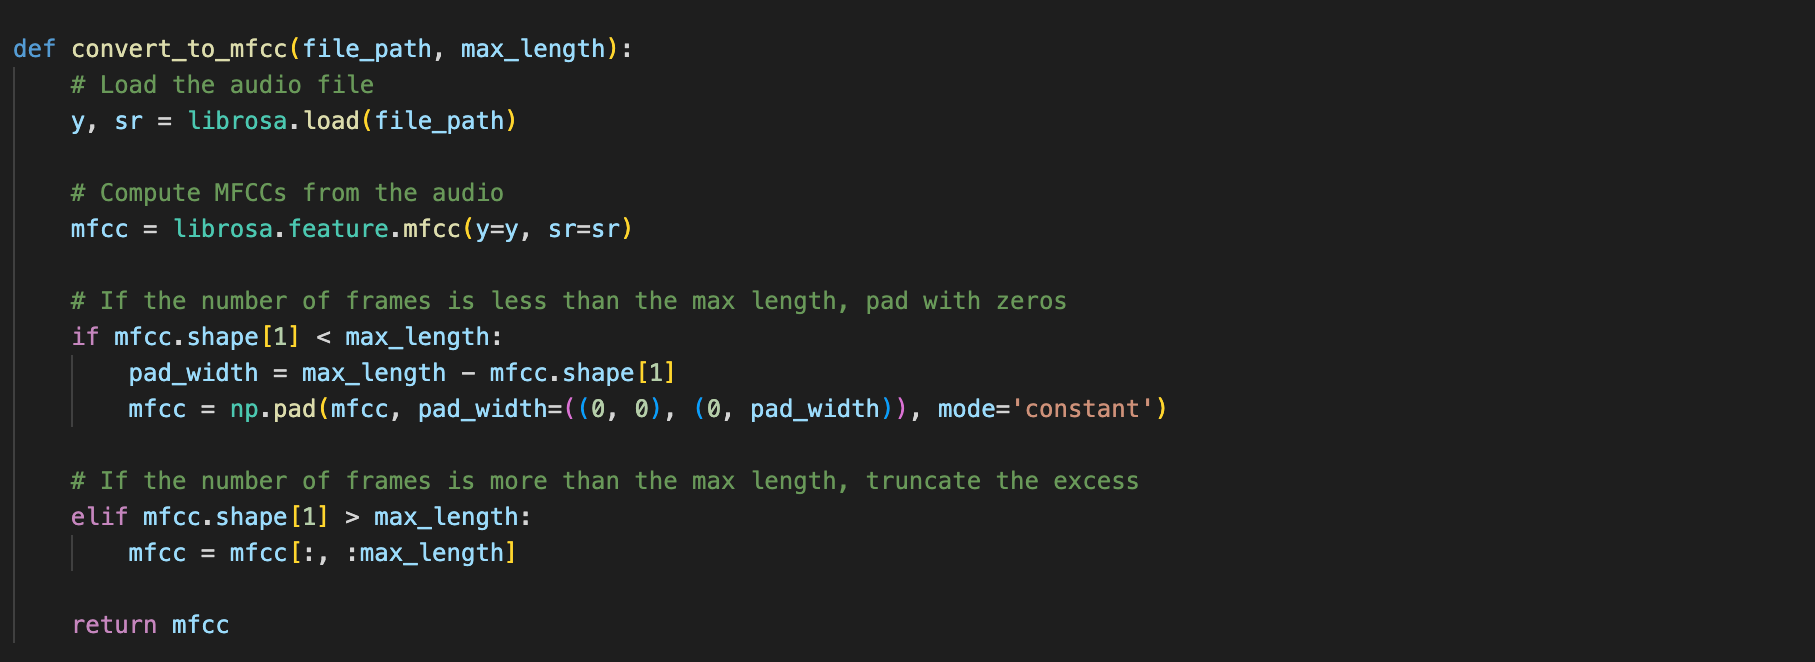 def convert_to_mfcc(file_path, max_length):
    # Load the audio file
    y, sr = librosa.load(file_path)

    # Compute MFCCs from the audio
    mfcc = librosa.feature.mfcc(y=y, sr=sr)

    # If the number of frames is less than the max length, pad with zeros
    if mfcc.shape[1] < max_length:
        pad_width = max_length - mfcc.shape[1]
        mfcc = np.pad(mfcc, pad_width=((0, 0), (0, pad_width)), mode='constant')

    # If the number of frames is more than the max length, truncate the excess
    elif mfcc.shape[1] > max_length:
        mfcc = mfcc[:, :max_length]

    return mfcc